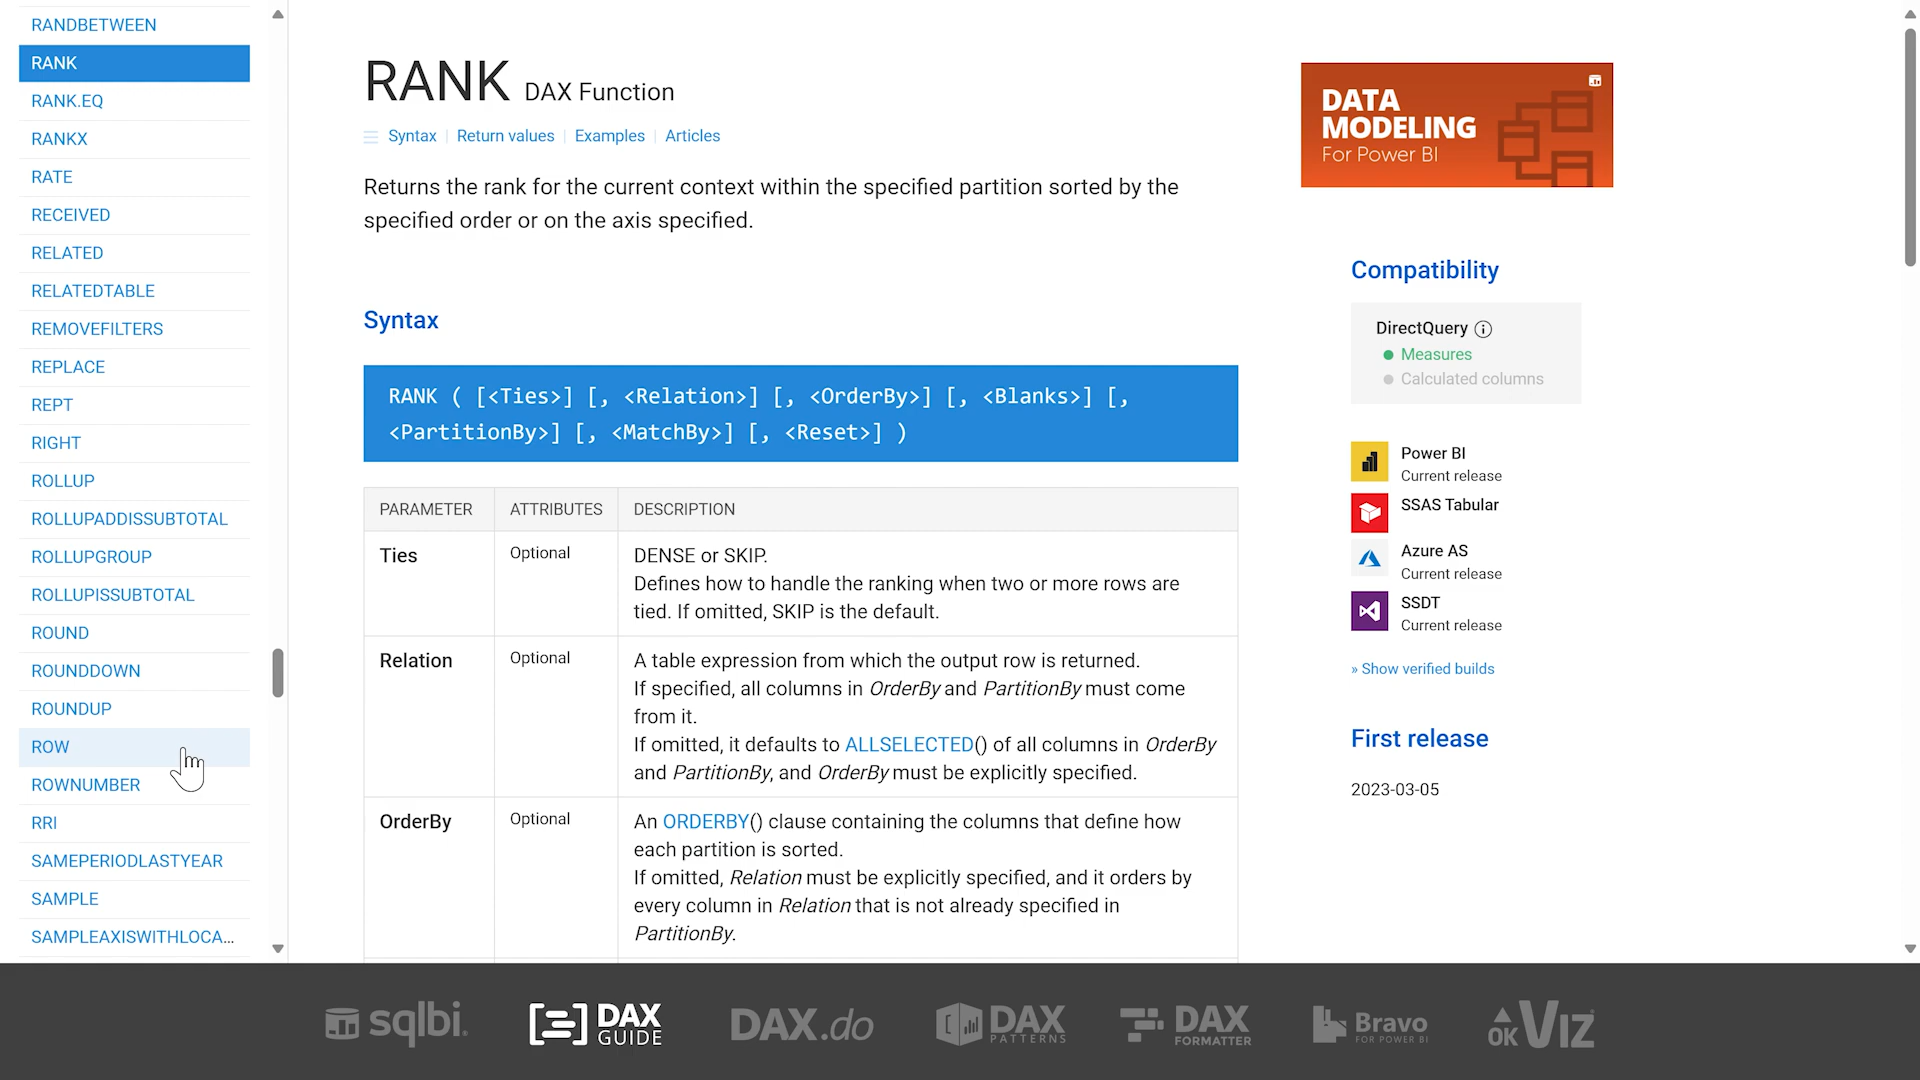 RANDBETWEEN
RANK
RANK.EQ
RANKX
RATE
RECEIVED
RELATED
RELATEDTABLE
REMOVEFILTERS
REPLACE
REPT
RIGHT
ROLLUP
ROLLUPADDISSUBTOTAL
ROLLUPGROUP
ROLLUPISSUBTOTAL
ROUND
ROUNDDOWN
ROUNDUP
ROW
ROWNUMBER
RRI
SAMEPERIODLASTYEAR
SAMPLE
SAMPLEAXISWITHLOCA...
RANK DAX Function
Syntax | Return values | Examples | Articles
Returns the rank for the current context within the specified partition sorted by the
specified order or on the axis specified.
Syntax
RANK ( [<Ties>] [, <Relation>] [, <OrderBy>] [, <Blanks>] [,
<PartitionBy>] [, <MatchBy>] [, <Reset>] )
PARAMETER ATTRIBUTES DESCRIPTION
Ties Optional DENSE or SKIP.
Defines how to handle the ranking when two or more rows are
tied. If omitted, SKIP is the default.
Relation Optional A table expression from which the output row is returned.
If specified, all columns in OrderBy and PartitionBy must come
from it.
If omitted, it defaults to ALLSELECTED() of all columns in OrderBy
and PartitionBy, and OrderBy must be explicitly specified.
OrderBy Optional An ORDERBY() clause containing the columns that define how
each partition is sorted.
If omitted, Relation must be explicitly specified, and it orders by
every column in Relation that is not already specified in
PartitionBy.
DATA
MODELING
For Power BI
Compatibility
DirectQuery
Measures
Calculated columns
Power BI
Current release
SSAS Tabular
Azure AS
Current release
SSDT
Current release
» Show verified builds
First release
2023-03-05
sqlbi.
DAX
GUIDE
DAX.do
DAX
PATTERNS
DAX
FORMATTER
Bravo
FOR POWER BI
OK VIZ